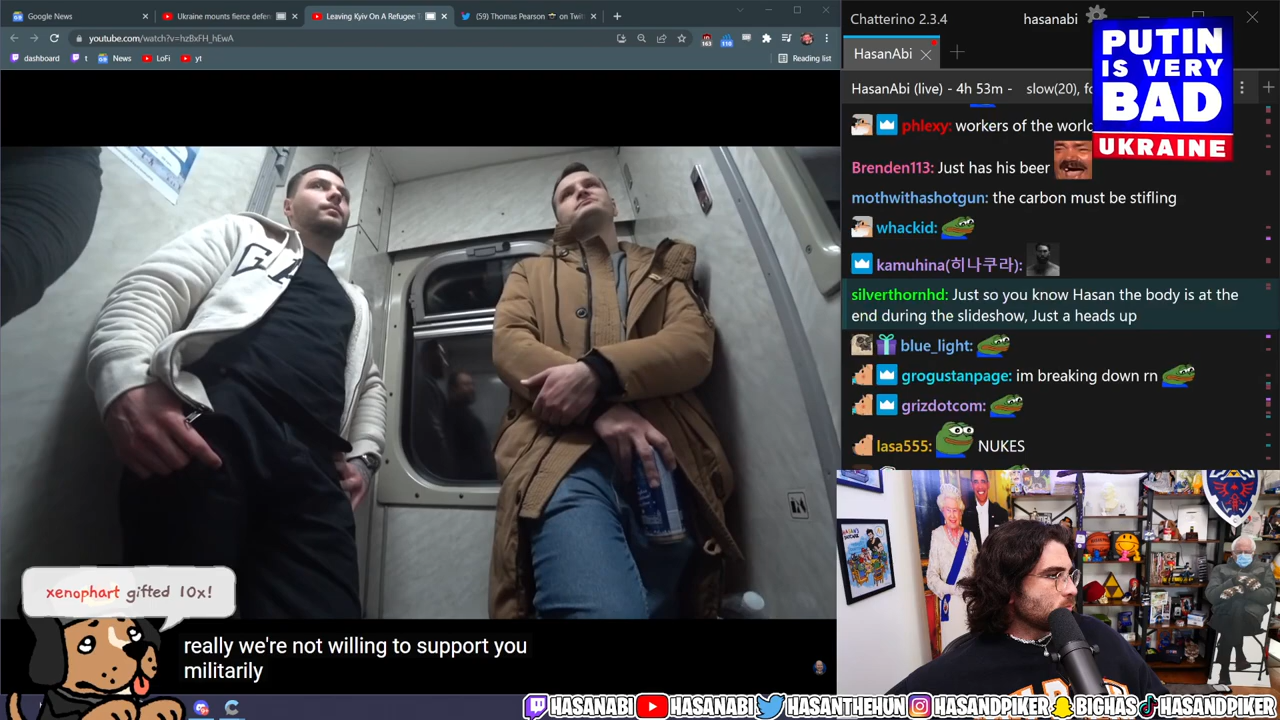 Google News
Ukraine mounts fierce defen
Leaving Kyiv On A Refugee T
(59) Thomas Pearson on Twit
youtube.com/watch?v=hzBxFH_hEwA
163
116
dashboard
t
News
LoFi
yt
Reading list
GA
xenophart gifted 10x!
really we're not willing to support you
militarily
Chatterino 2.3.4
hasanabi
HasanAbi
HasanAbi (live) - 4h 53m -
slow(20), fo
PUTIN
IS VERY
BAD
UKRAINE
phlexy: workers of the world
Brenden113: Just has his beer
mothwithashotgun: the carbon must be stifling
whackid:
kamuhina(히나쿠라):
silverthornhd: Just so you know Hasan the body is at the
end during the slideshow, Just a heads up
blue_light:
grogustanpage: im breaking down rn
grizdotcom:
lasa555: NUKES
HASANABI HASANABI HASANTHEHUN HASANDPIKER BIGHAS HASANDPIKER